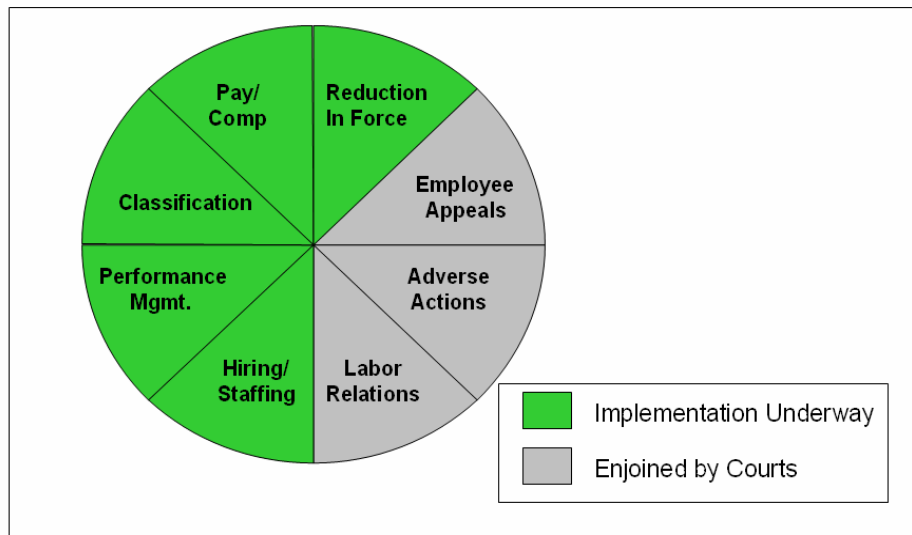 Pay/
Comp
Reduction
In Force
Employee
Appeals
Classification
Performance
Mgmt.
Adverse
Actions
Hiring/
Staffing
Labor
Relations
Implementation Underway
Enjoined by Courts